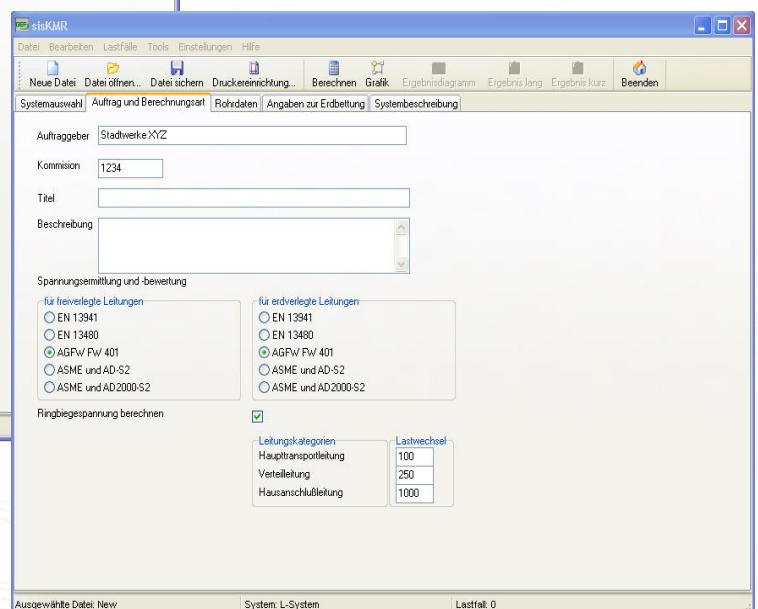 sisKMR
Datei Bearbeiten Lastfälle Tools Einstellungen Hilfe
Neue Datei Datei öffnen... Datei sichern Druckereinrichtung... Berechnen Grafik Ergebnisdiagramm Ergebnis lang Ergebnis kurz Beenden
Systemauswahl Auftrag und Berechnungsart Rohrdaten Angaben zur Erdbettung Systembeschreibung
Auftraggeber Stadtwerke XYZ
Kommision 1234
Titel
Beschreibung
Spannungsermittlung und -bewertung
für freiverlegte Leitungen für erdverlegte Leitungen
EN 13941 EN 13941
EN 13480 EN 13480
AGFW FW 401 AGFW FW 401
ASME und AD-S2 ASME und AD-S2
ASME und AD2000-S2 ASME und AD2000-S2
Ringbiegespannung berechnen
Leitungskategorien Lastwechsel
Haupttransportleitung 100
Verteilleitung 250
Hausanschlußleitung 1000
Ausgewählte Datei: New System: L-System Lastfall: 0